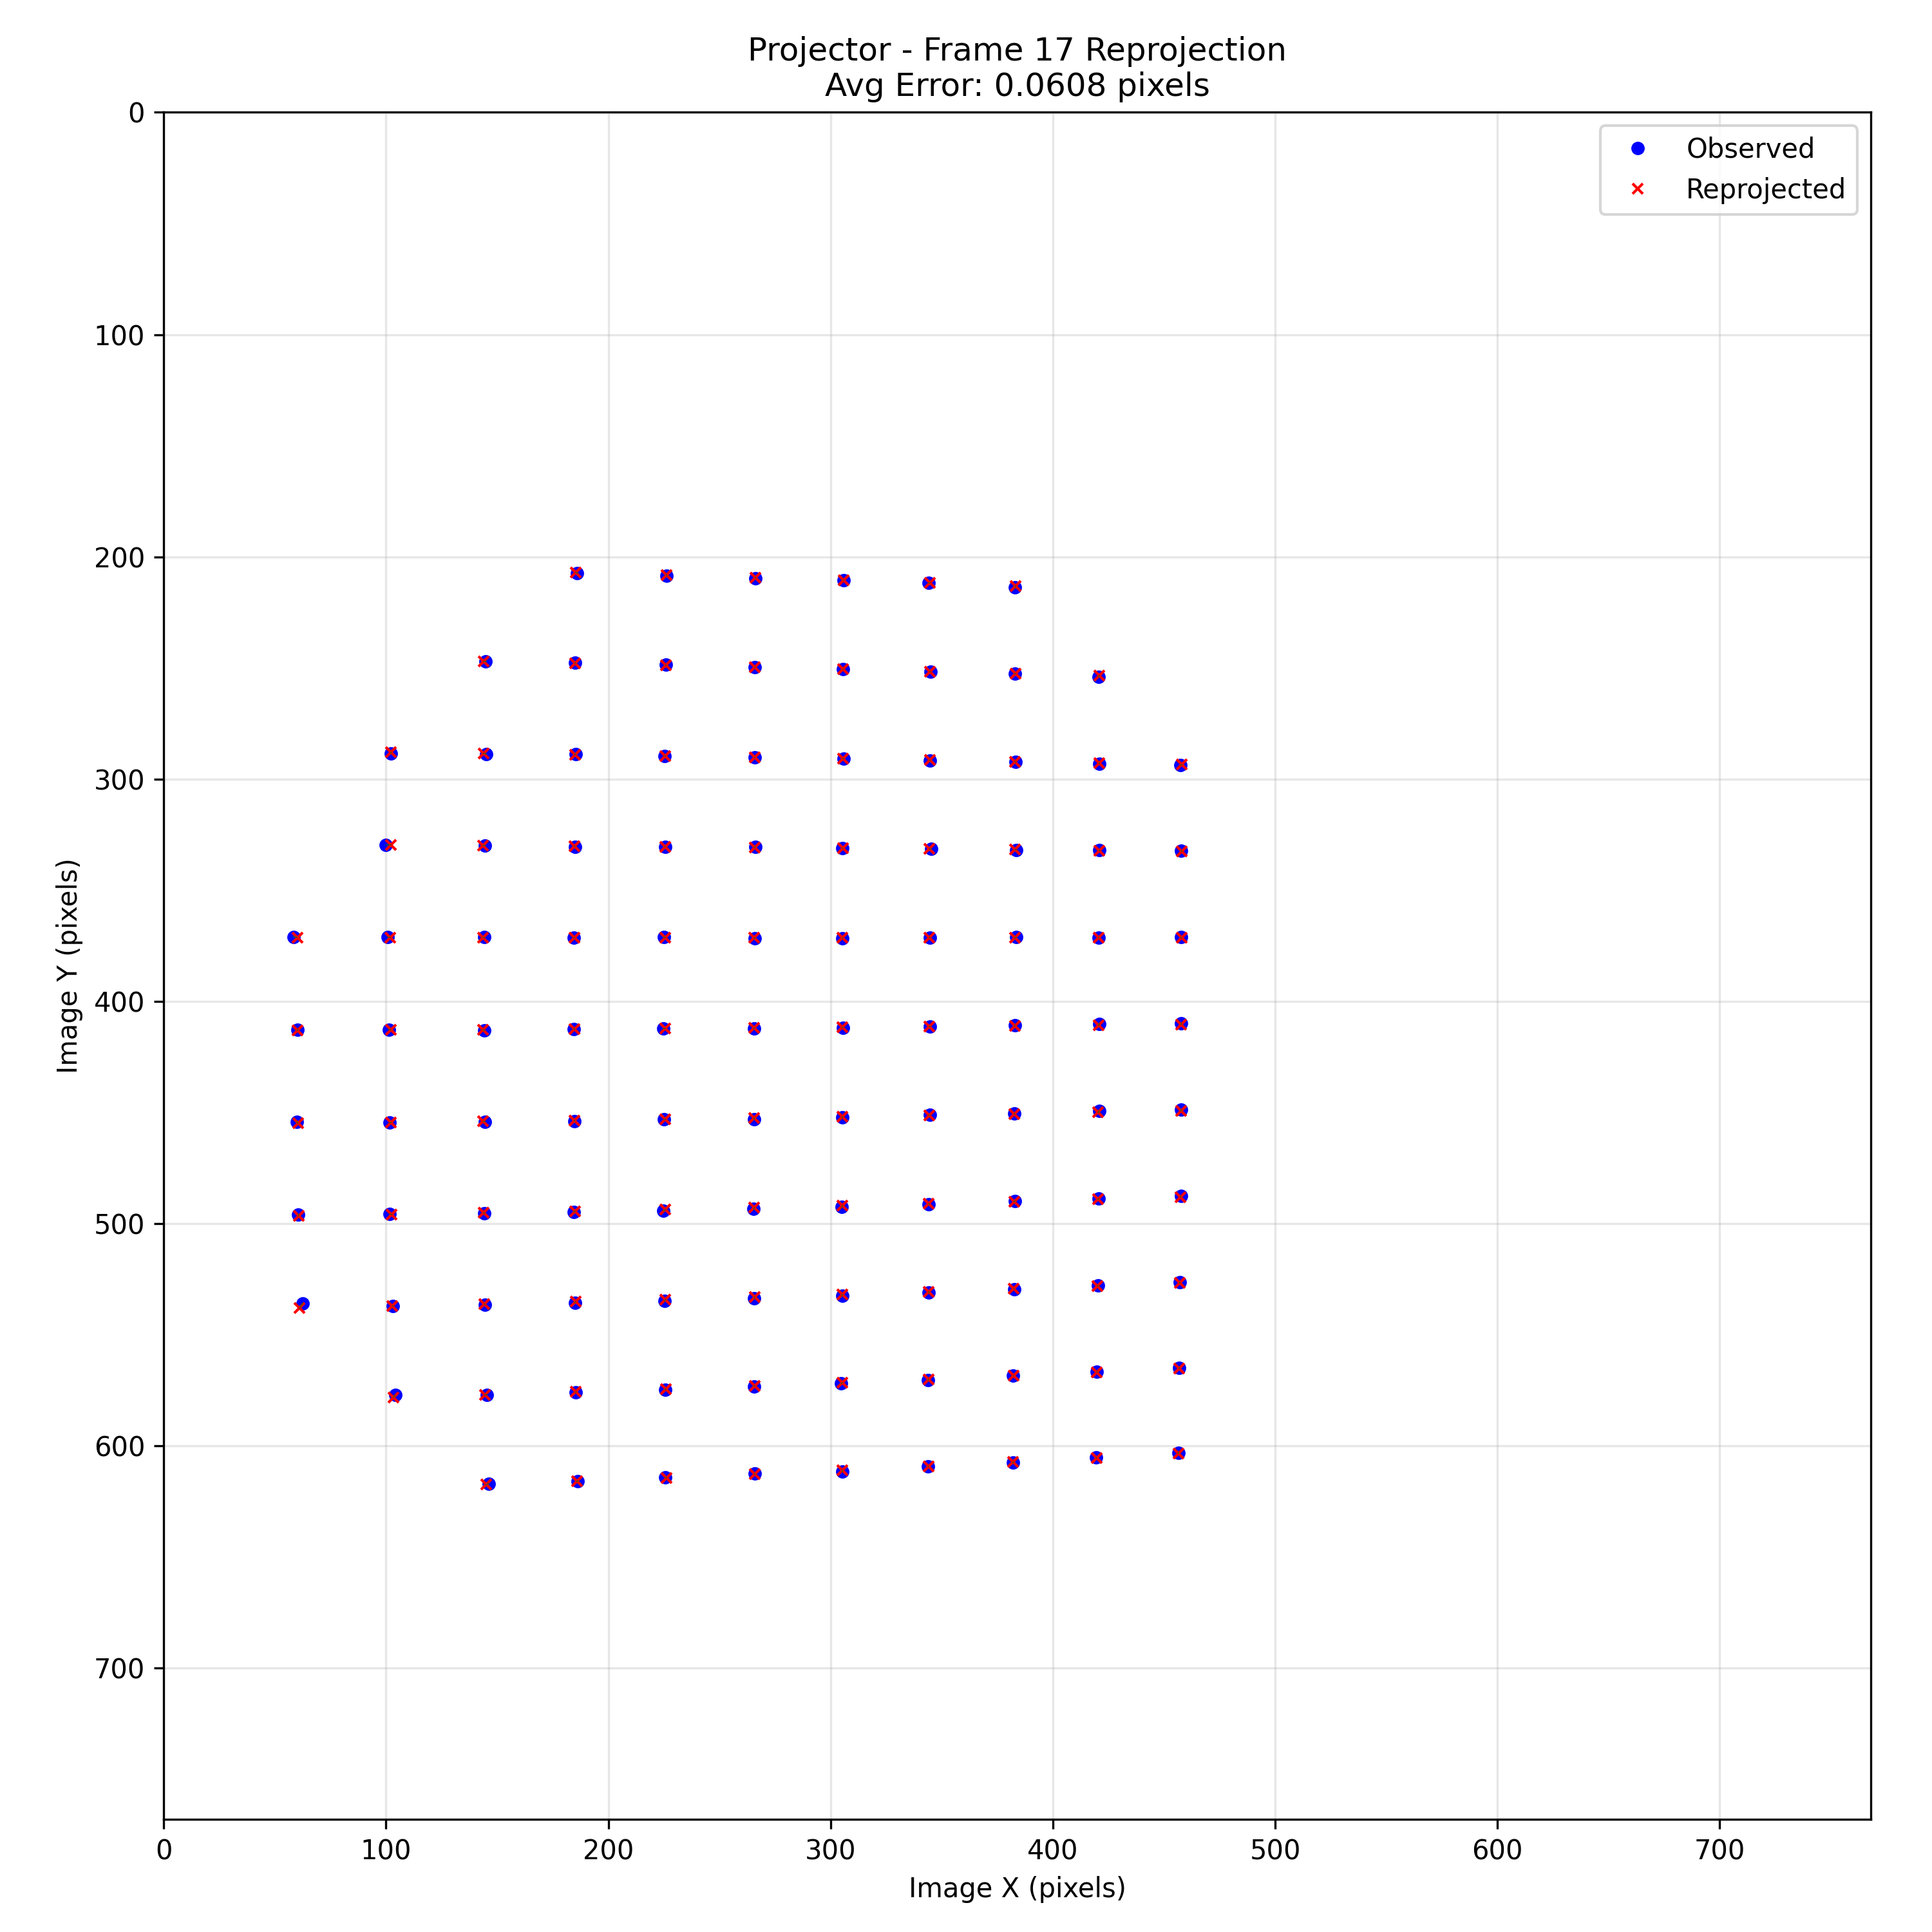 Projector - Frame 17 Reprojection
Avg Error: 0.0608 pixels
Observed
Reprojected
0
100
200
300
400
500
600
700
Image Y (pixels)
0 100 200 300 400 500 600 700
Image X (pixels)